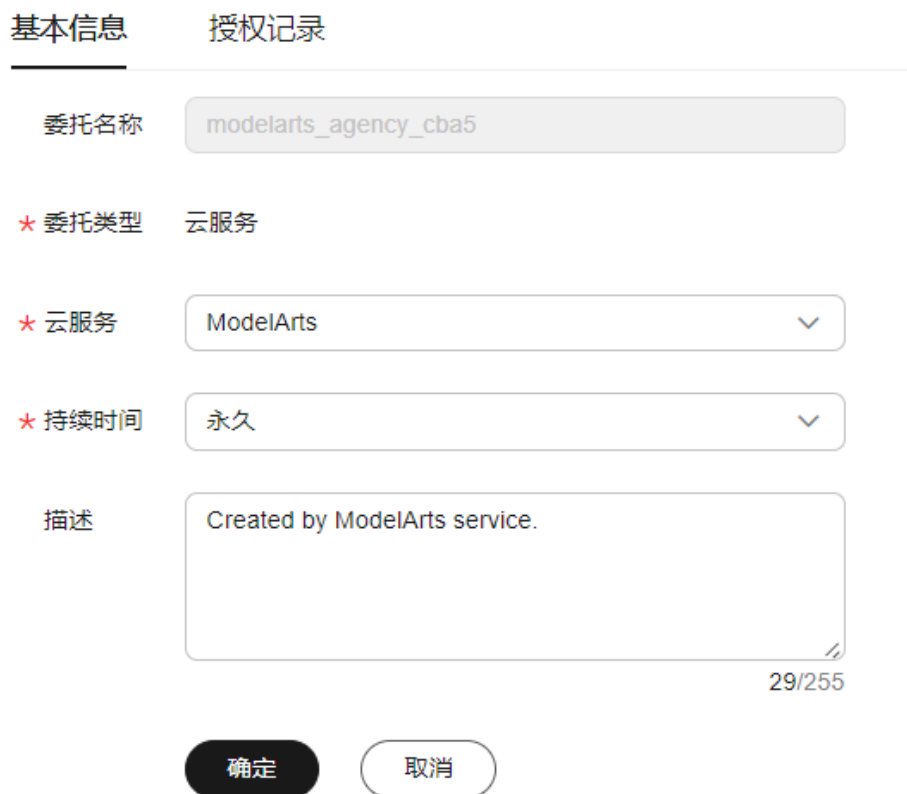 基本信息 授权记录
委托名称 modelarts_agency_cba5
* 委托类型 云服务
* 云服务 ModelArts
* 持续时间 永久
描述 Created by ModelArts service.
29/255
确定 取消